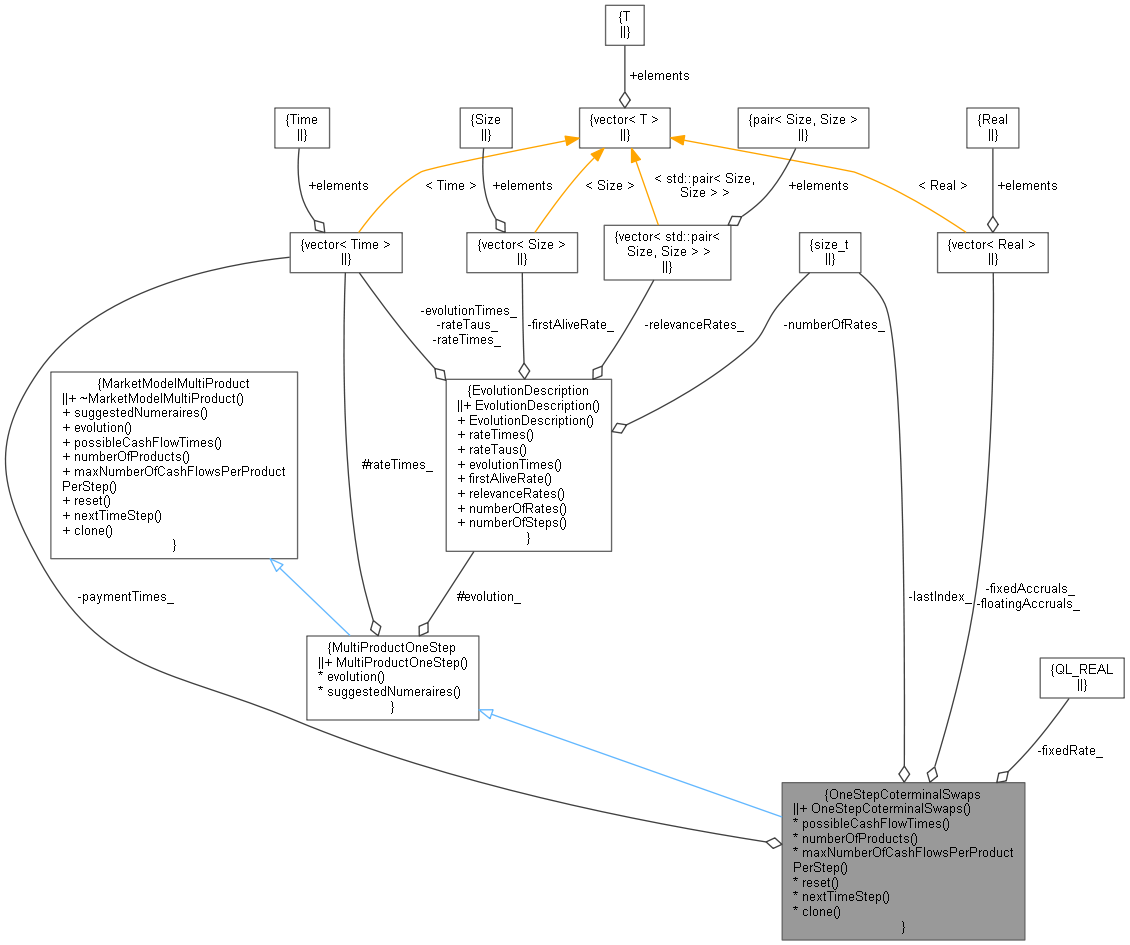 {T
||}
+elements
{Time
||}
{Size
||}
{vector< T >
||}
{pair< Size, Size >
||}
{Real
||}
+elements
< Time >
+elements
< Size >
< std::pair< Size,
Size > >
+elements
< Real >
+elements
{vector< Time >
||}
{vector< Size >
||}
{vector< std::pair<
Size, Size > >
||}
{size_t
||}
{vector< Real >
||}
-evolutionTimes_
-rateTaus_
-rateTimes_
-firstAliveRate_
-relevanceRates_
-numberOfRates_
{MarketModelMultiProduct
||+ ~MarketModelMultiProduct()
+ suggestedNumeraires()
+ evolution()
+ possibleCashFlowTimes()
+ numberOfProducts()
+ maxNumberOfCashFlowsPerProduct
PerStep()
+ reset()
+ nextTimeStep()
+ clone()
}
#rateTimes_
{EvolutionDescription
||+ EvolutionDescription()
+ EvolutionDescription()
+ rateTimes()
+ rateTaus()
+ evolutionTimes()
+ firstAliveRate()
+ relevanceRates()
+ numberOfRates()
+ numberOfSteps()
}
-paymentTimes_
#evolution_
-lastIndex_
-fixedAccruals_
-floatingAccruals_
{MultiProductOneStep
||+ MultiProductOneStep()
* evolution()
* suggestedNumeraires()
}
{QL_REAL
||}
-fixedRate_
{OneStepCoterminalSwaps
||+ OneStepCoterminalSwaps()
* possibleCashFlowTimes()
* numberOfProducts()
* maxNumberOfCashFlowsPerProduct
PerStep()
* reset()
* nextTimeStep()
* clone()
}